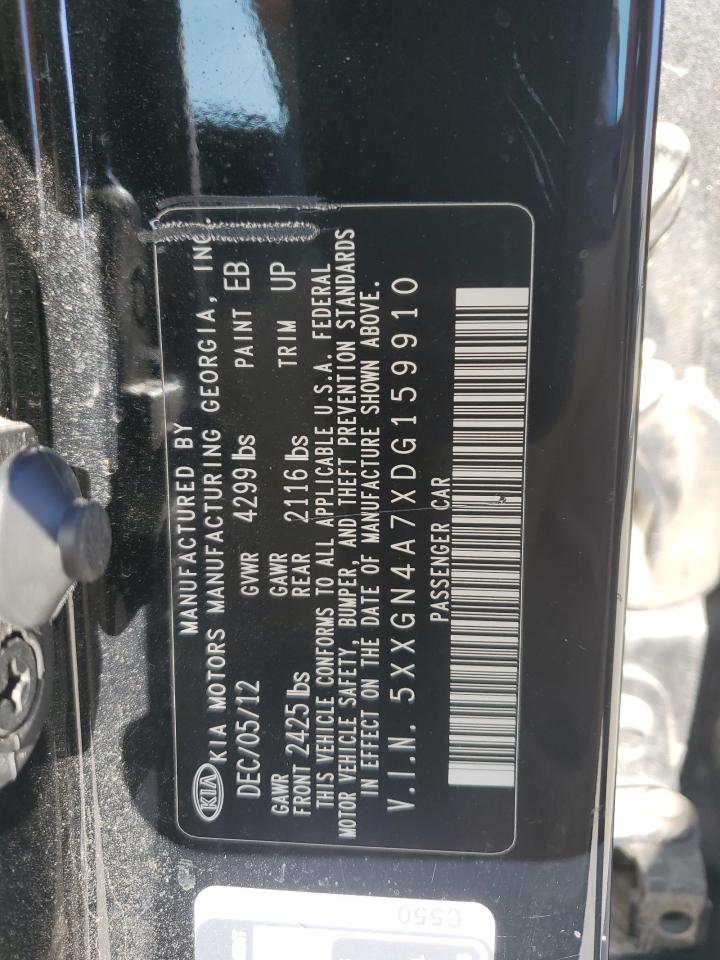 MANUFACTURED BY
KIA KIA MOTORS MANUFACTURING GEORGIA, INC.
DEC/05/12 GVWR 4299 lbs PAINT EB
GAWR FRONT 2425 lbs GAWR REAR 2116 lbs TRIM UP
THIS VEHICLE CONFORMS TO ALL APPLICABLE U.S.A. FEDERAL
MOTOR VEHICLE SAFETY, BUMPER, AND THEFT PREVENTION STANDARDS
IN EFFECT ON THE DATE OF MANUFACTURE SHOWN ABOVE.
V.I.N. 5XXGN4A7XDG159910
PASSENGER CAR
C550